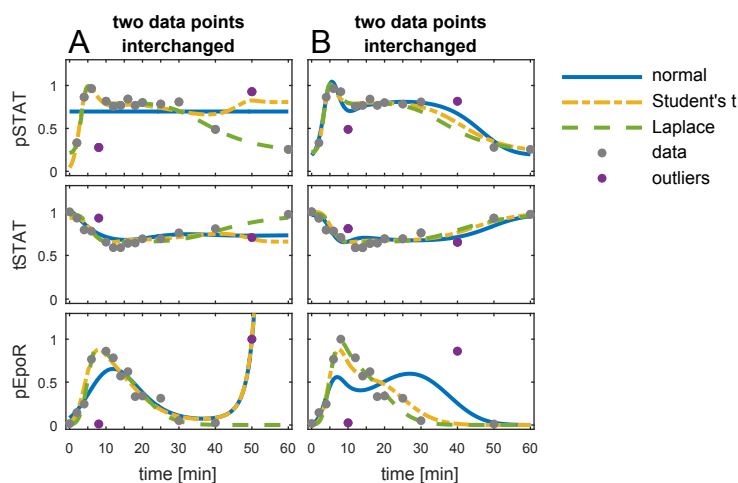 A
two data points
interchanged
B
two data points
interchanged
pSTAT
1
0.5
0
tSTAT
1
0.5
0
pEpoR
1
0.5
0
0 10 20 30 40 50 60
time [min]
0 10 20 30 40 50 60
time [min]
normal
Student's t
Laplace
data
outliers